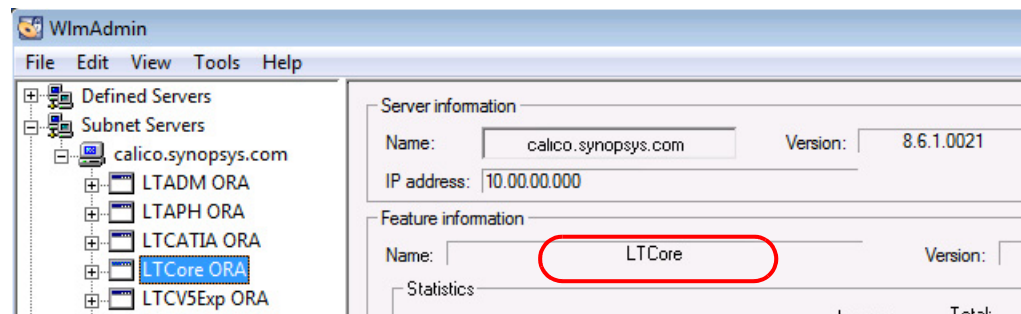 WlmAdmin
File Edit View Tools Help
Defined Servers
Subnet Servers
calico.synopsys.com
LTADM ORA
LTAPH ORA
LTCATIA ORA
LTCore ORA
LTCV5Exp ORA
Server information
Name: calico.synopsys.com Version: 8.6.1.0021
IP address: 10.00.00.000
Feature information
Name: LTCore Version:
Statistics
Total: